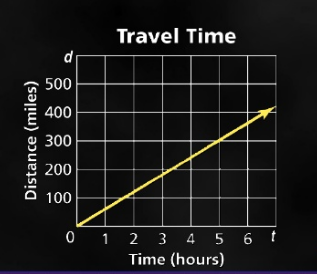 Travel Time
d
500
400
300
200
100
0 1 2 3 4 5 6 t
Distance (miles)
Time (hours)